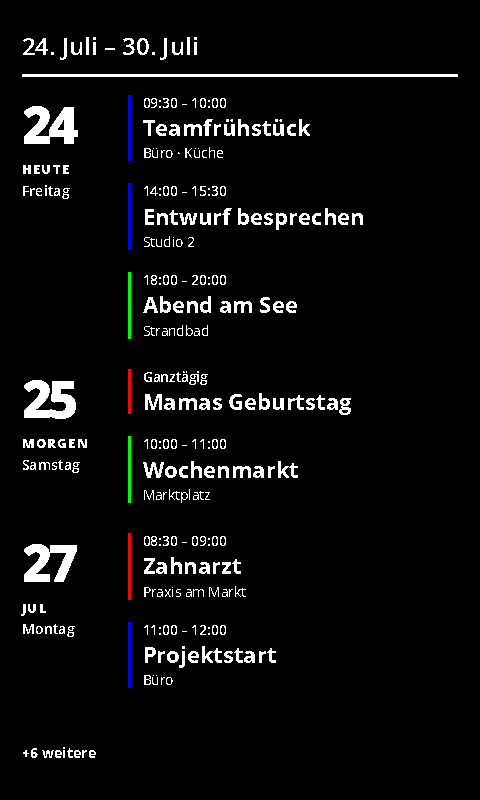 24. Juli – 30. Juli
24
HEUTE
Freitag
09:30 – 10:00
Teamfrühstück
Büro · Küche
14:00 – 15:30
Entwurf besprechen
Studio 2
18:00 – 20:00
Abend am See
Strandbad
25
MORGEN
Samstag
Ganztägig
Mamas Geburtstag
10:00 – 11:00
Wochenmarkt
Marktplatz
27
JUL
Montag
08:30 – 09:00
Zahnarzt
Praxis am Markt
11:00 – 12:00
Projektstart
Büro
+6 weitere